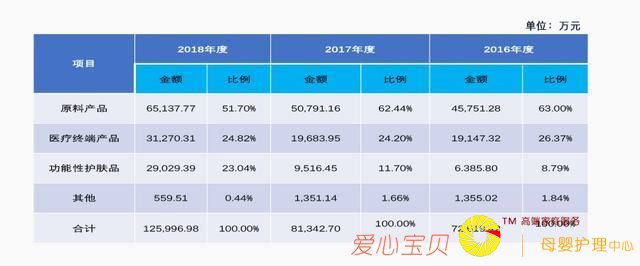 单位：万元
项目 2018年度 2017年度 2016年度
金额 比例 金额 比例 金额 比例
原料产品 65,137.77 51.70% 50,791.16 62.44% 45,751.28 63.00%
医疗终端产品 31,270.31 24.82% 19,683.95 24.20% 19,147.32 26.37%
功能性护肤品 29,029.39 23.04% 9,516.45 11.70% 6.385.80 8.79%
其他 559.51 0.44% 1,351.14 1.66% 1,355.02 1.84%
合计 125,996.98 100.00% 81,342.70 100.00% 100.00%
TM 高端家庭服务
爱心宝贝 母婴护理中心